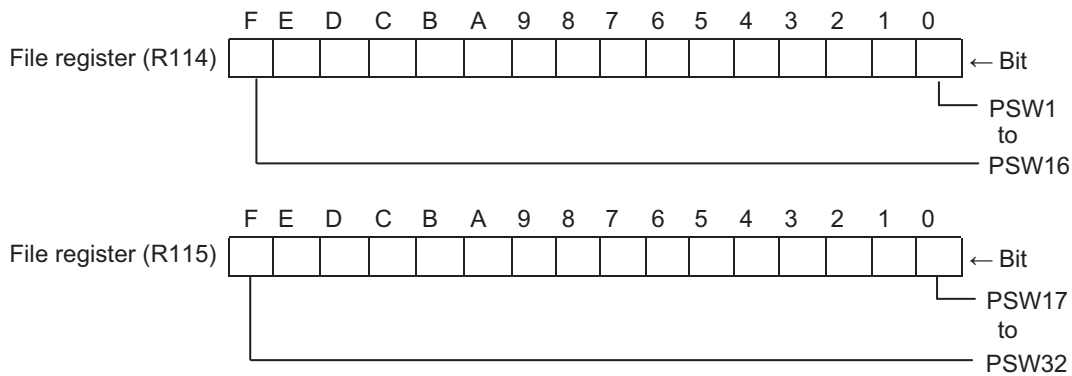 F E D C B A 9 8 7 6 5 4 3 2 1 0
File register (R114) ← Bit
PSW1
to
PSW16
F E D C B A 9 8 7 6 5 4 3 2 1 0
File register (R115) ← Bit
PSW17
to
PSW32